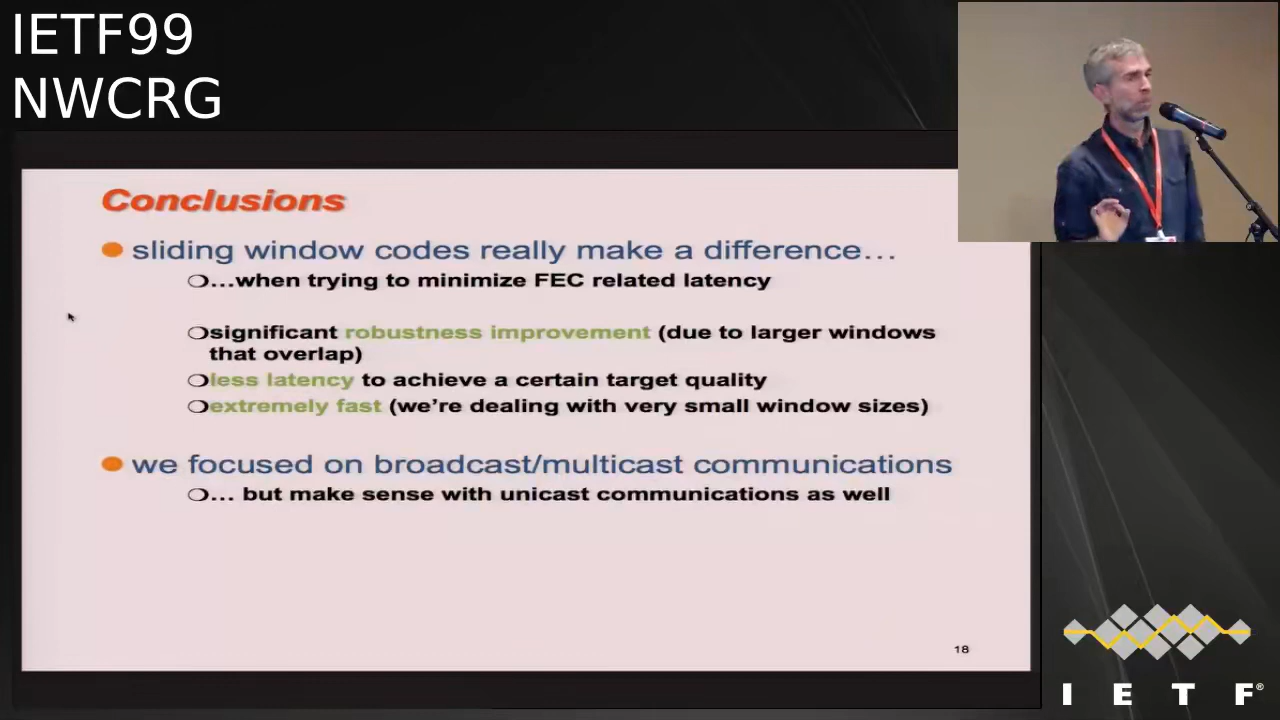 IETF99
NWCRG
Conclusions
sliding window codes really make a difference…
…when trying to minimize FEC related latency
significant robustness improvement (due to larger windows
that overlap)
less latency to achieve a certain target quality
extremely fast (we’re dealing with very small window sizes)
we focused on broadcast/multicast communications
… but make sense with unicast communications as well
18
I E T F®